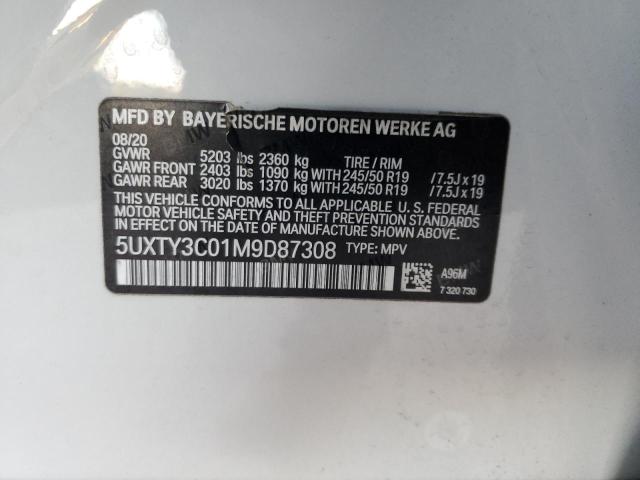 MFD BY BAYERISCHE MOTOREN WERKE AG
08/20
GVWR 5203 lbs 2360 kg TIRE / RIM
GAWR FRONT 2403 lbs 1090 kg WITH 245/50 R19 /7.5J x 19
GAWR REAR 3020 lbs 1370 kg WITH 245/50 R19 /7.5J x 19
THIS VEHICLE CONFORMS TO ALL APPLICABLE U. S. FEDERAL
MOTOR VEHICLE SAFETY, BUMPER, AND THEFT PREVENTION STANDARDS
IN EFFECT ON THE DATE OF MANUFACTURE SHOWN ABOVE.
5UXTY3C01M9D87308 TYPE: MPV
A96M
7 320 730